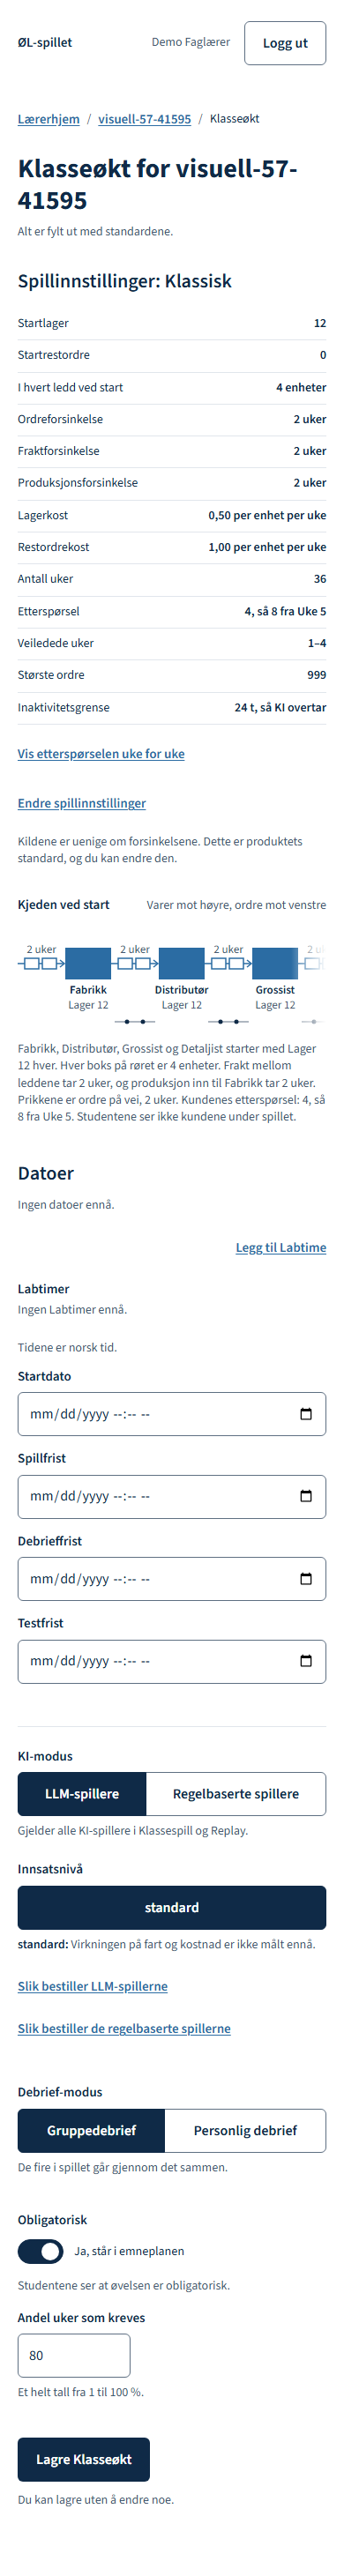 ØL-spillet
Demo Faglærer
Logg ut
Lærerhjem / visuell-57-41595 / Klasseøkt
Klasseøkt for visuell-57-
41595
Alt er fylt ut med standardene.
Spillinnstillinger: Klassisk
Startlager 12
Startrestordre 0
I hvert ledd ved start 4 enheter
Ordreforsinkelse 2 uker
Fraktforsinkelse 2 uker
Produksjonsforsinkelse 2 uker
Lagerkost 0,50 per enhet per uke
Restordrekost 1,00 per enhet per uke
Antall uker 36
Etterspørsel 4, så 8 fra Uke 5
Veiledede uker 1–4
Største ordre 999
Inaktivitetsgrense 24 t, så KI overtar
Vis etterspørselen uke for uke
Endre spillinnstillinger
Kildene er uenige om forsinkelsene. Dette er produktets
standard, og du kan endre den.
Kjeden ved start Varer mot høyre, ordre mot venstre
2 uker 2 uker 2 uker 2
Fabrikk Distributør Grossist
Lager 12 Lager 12 Lager 12
Fabrikk, Distributør, Grossist og Detaljist starter med Lager
12 hver. Hver boks på røret er 4 enheter. Frakt mellom
leddene tar 2 uker, og produksjon inn til Fabrikk tar 2 uker.
Prikkene er ordre på vei, 2 uker. Kundenes etterspørsel: 4, så
8 fra Uke 5. Studentene ser ikke kundene under spillet.
Datoer
Ingen datoer ennå.
Legg til Labtime
Labtimer
Ingen Labtimer ennå.
Tidene er norsk tid.
Startdato
mm/dd/yyyy --:-- --
Spillfrist
mm/dd/yyyy --:-- --
Debrieffrist
mm/dd/yyyy --:-- --
Testfrist
mm/dd/yyyy --:-- --
KI-modus
LLM-spillere Regelbaserte spillere
Gjelder alle KI-spillere i Klassespill og Replay.
Innsatsnivå
standard
standard: Virkningen på fart og kostnad er ikke målt ennå.
Slik bestiller LLM-spillerne
Slik bestiller de regelbaserte spillerne
Debrief-modus
Gruppedebrief Personlig debrief
De fire i spillet går gjennom det sammen.
Obligatorisk
Ja, står i emneplanen
Studentene ser at øvelsen er obligatorisk.
Andel uker som kreves
80
Et helt tall fra 1 til 100 %.
Lagre Klasseøkt
Du kan lagre uten å endre noe.